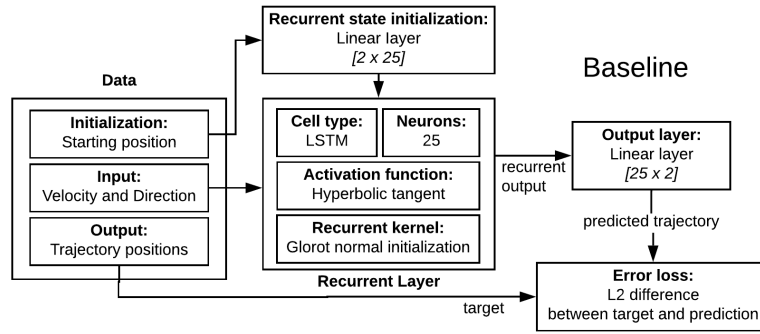 Recurrent state initialization:
Linear layer
[2 x 25]
Baseline
Data
Initialization:
Starting position
Input:
Velocity and Direction
Output:
Trajectory positions
Cell type:
LSTM
Neurons:
25
Activation function:
Hyperbolic tangent
Recurrent kernel:
Glorot normal initialization
Recurrent Layer
recurrent
output
Output layer:
Linear layer
[25 x 2]
predicted trajectory
Error loss:
L2 difference
between target and prediction
target